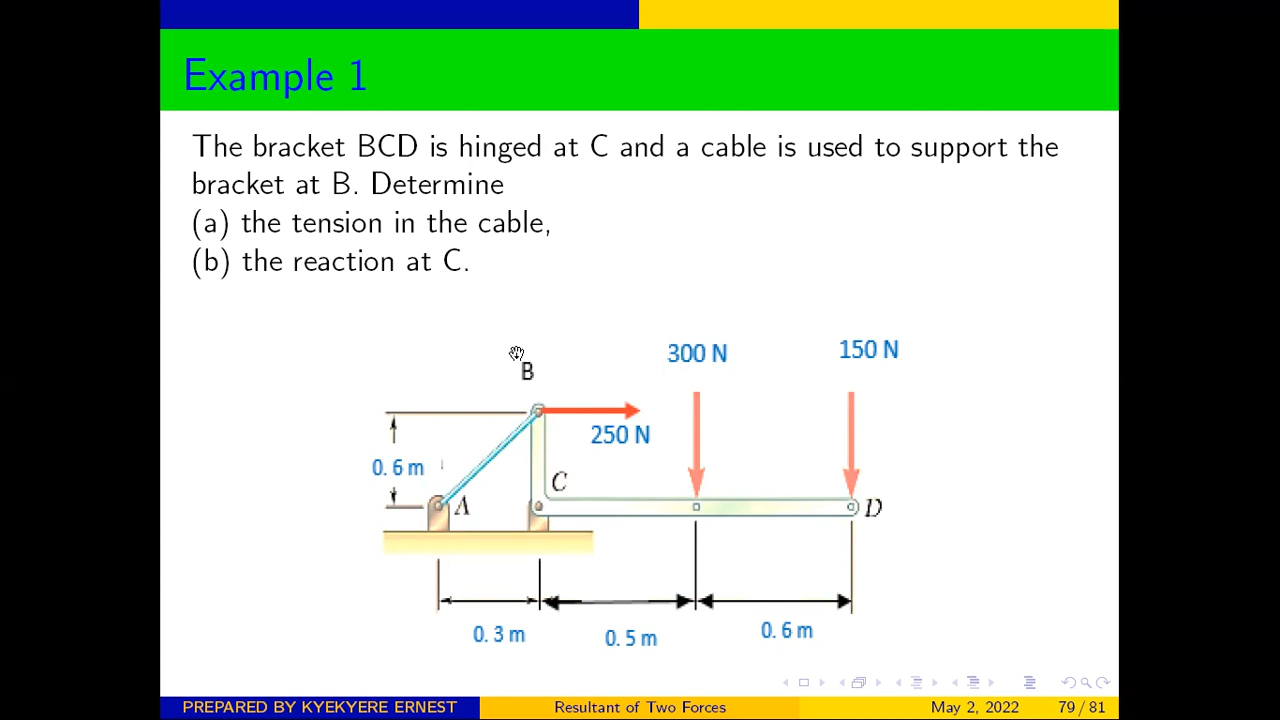 Example 1
The bracket BCD is hinged at C and a cable is used to support the
bracket at B. Determine
(a) the tension in the cable,
(b) the reaction at C.
300 N
150 N
B
250 N
0. 6 m
C
A
D
0. 3 m
0. 5 m
0. 6 m
PREPARED BY KYEKYERE ERNEST
Resultant of Two Forces
May 2, 2022
79 / 81